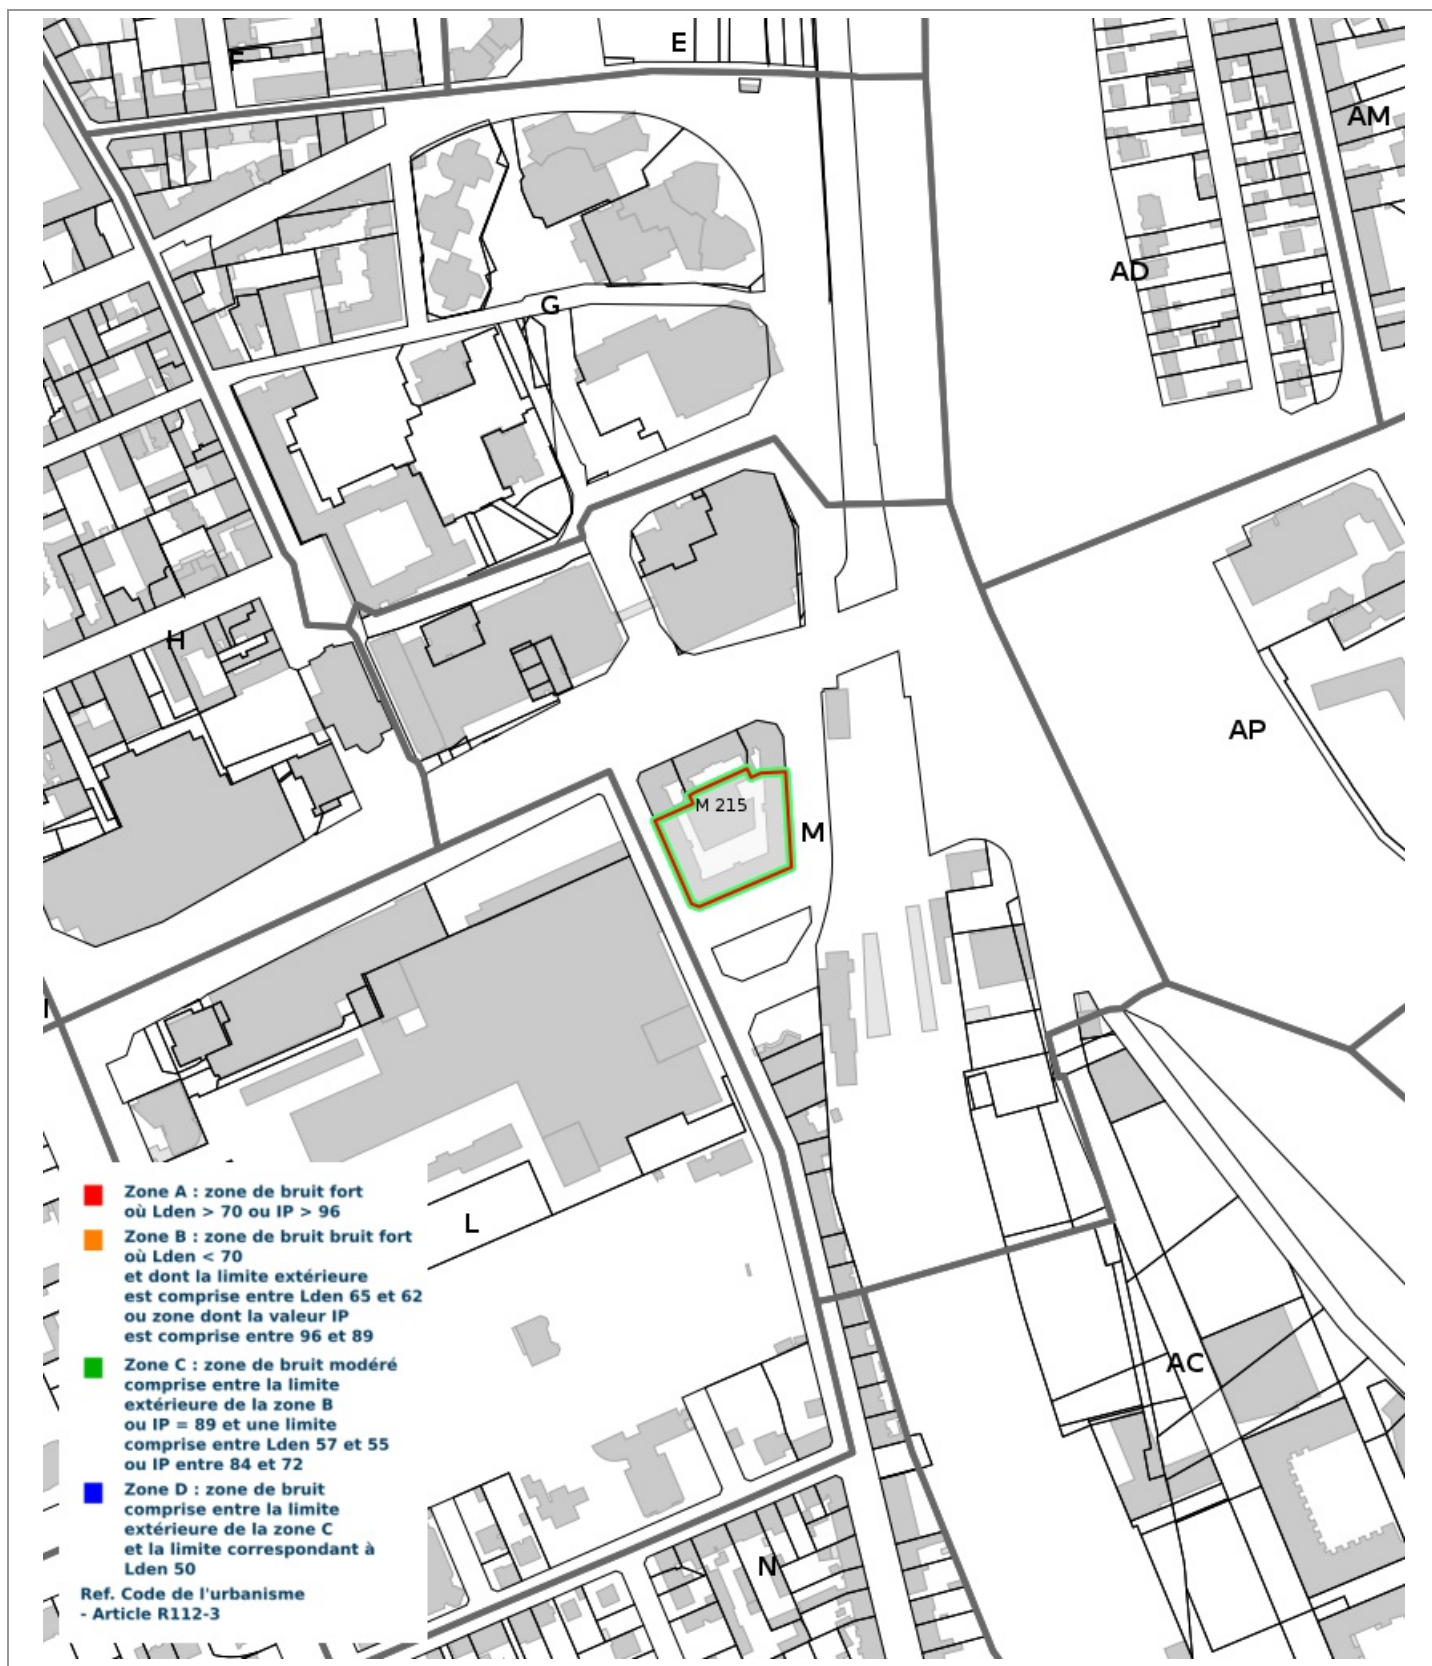 F
E
AM
AD
G
H
AP
M 215
M
L
Zone A : zone de bruit fort
où Lden > 70 ou IP > 96
Zone B : zone de bruit bruit fort
où Lden < 70
et dont la limite extérieure
est comprise entre Lden 65 et 62
ou zone dont la valeur IP
est comprise entre 96 et 89
Zone C : zone de bruit modéré
comprise entre la limite
extérieure de la zone B
ou IP = 89 et une limite
comprise entre Lden 57 et 55
ou IP entre 84 et 72
Zone D : zone de bruit
comprise entre la limite
extérieure de la zone C
et la limite correspondant à
Lden 50
Ref. Code de l'urbanisme
- Article R112-3
AC
N